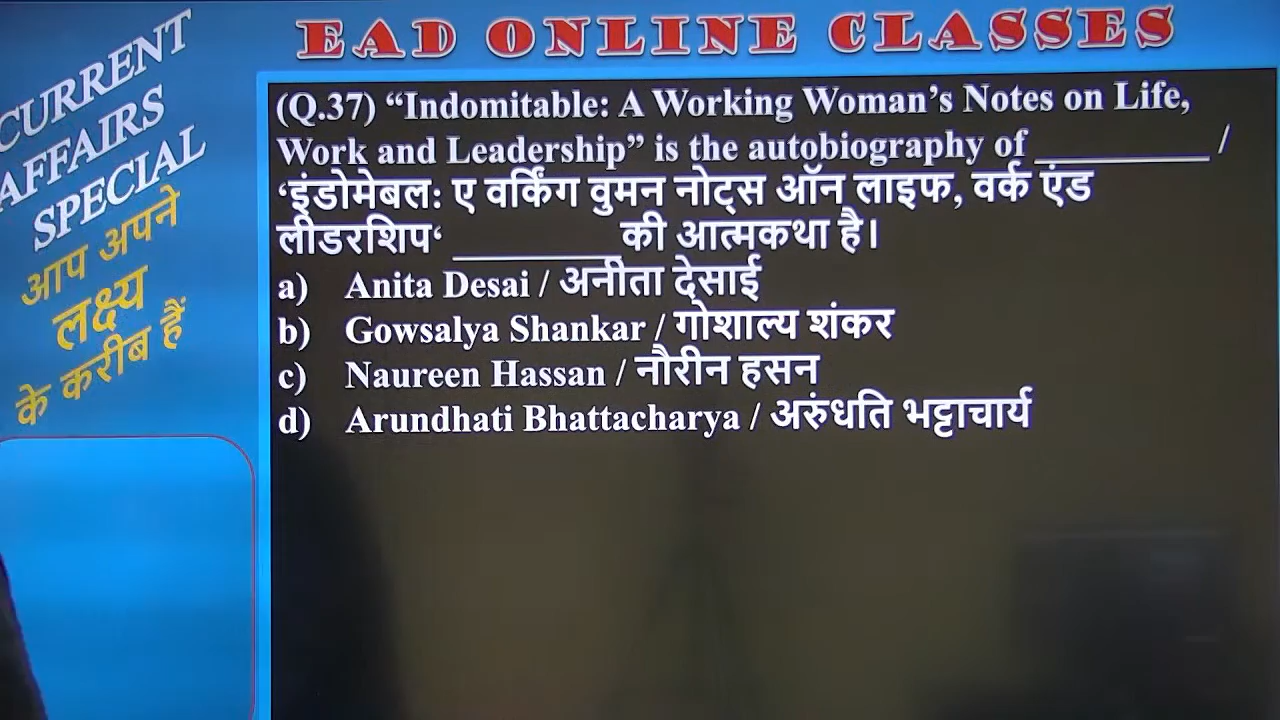 EAD ONLINE CLASSES
CURRENT
AFFAIRS
SPECIAL
आप अपने
लक्ष्य
के करीब हैं
(Q.37) “Indomitable: A Working Woman’s Notes on Life,
Work and Leadership” is the autobiography of __________ /
‘इंडोमेबल: ए वर्किंग वुमन नोट्स ऑन लाइफ, वर्क एंड
लीडरशिप‘ __________की आत्मकथा है।
a) Anita Desai / अनीता देसाई
b) Gowsalya Shankar / गोशाल्य शंकर
c) Naureen Hassan / नौरीन हसन
d) Arundhati Bhattacharya / अरुंधति भट्टाचार्य